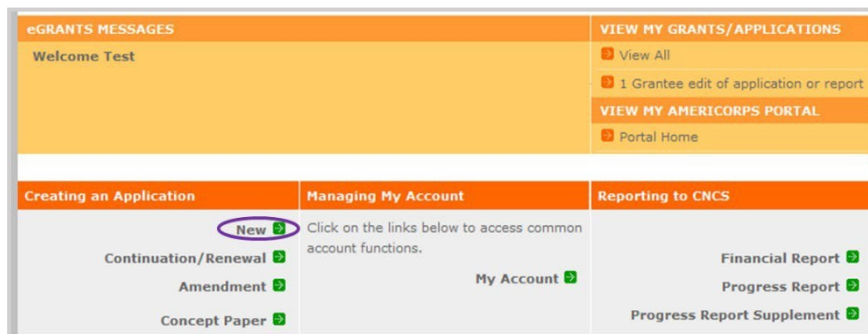 eGRANTS MESSAGES
Welcome Test
VIEW MY GRANTS/APPLICATIONS
View All
1 Grantee edit of application or report
VIEW MY AMERICORPS PORTAL
Portal Home
Creating an Application
New
Continuation/Renewal
Amendment
Concept Paper
Managing My Account
Click on the links below to access common
account functions.
My Account
Reporting to CNCS
Financial Report
Progress Report
Progress Report Supplement